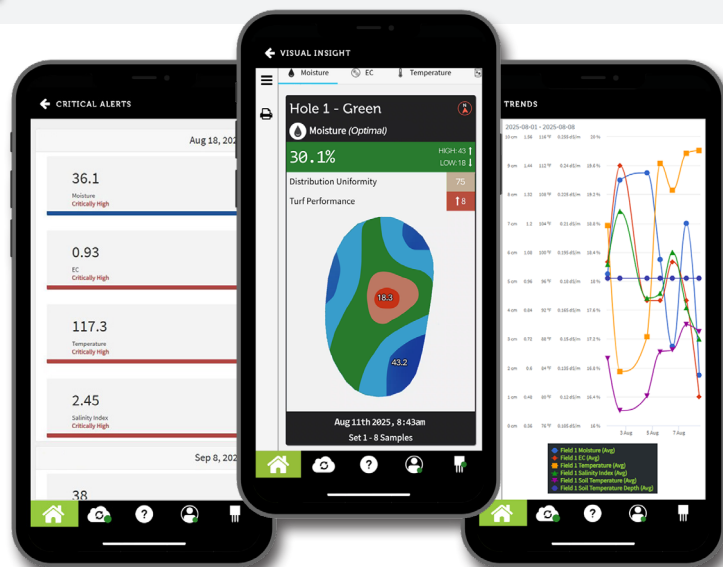 CRITICAL ALERTS
Aug 18, 202
36.1
Moisture
Critically High
0.93
EC
Critically High
117.3
Temperature
Critically High
2.45
Salinity Index
Critically High
Sep 8, 202
38
VISUAL INSIGHT
Moisture EC Temperature
Hole 1 - Green
Moisture (Optimal)
30.1%
HIGH: 43
LOW: 18
Distribution Uniformity 75
Turf Performance 8
18.3
43.2
Aug 11th 2025, 8:43am
Set 1 - 8 Samples
TRENDS
2025-08-01 - 2025-08-08
3 Aug 5 Aug 7 Aug
Field 1 Moisture (Avg)
Field 1 EC (Avg)
Field 1 Temperature (Avg)
Field 1 Salinity Index (Avg)
Field 1 Soil Temperature (Avg)
Field 1 Soil Temperature Depth (Avg)